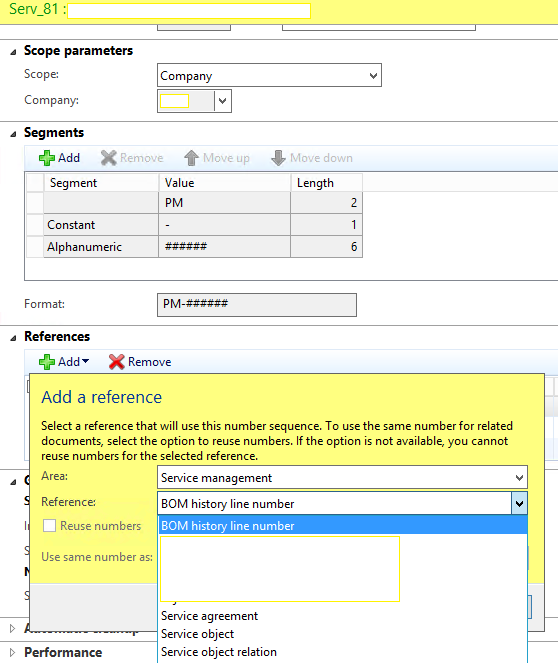 Serv_81 :
Scope parameters
Scope: Company
Company:
Segments
Add Remove Move up Move down
Segment Value Length
PM 2
Constant - 1
Alphanumeric ###### 6
Format: PM-######
References
Add Remove
Add a reference
Select a reference that will use this number sequence. To use the same number for related
documents, select the option to reuse numbers. If the option is not available, you cannot
reuse numbers for the selected reference.
Area: Service management
Reference: BOM history line number
Reuse numbers BOM history line number
Use same number as:
Service agreement
Service object
Automatic cleanup
Service object relation
Performance